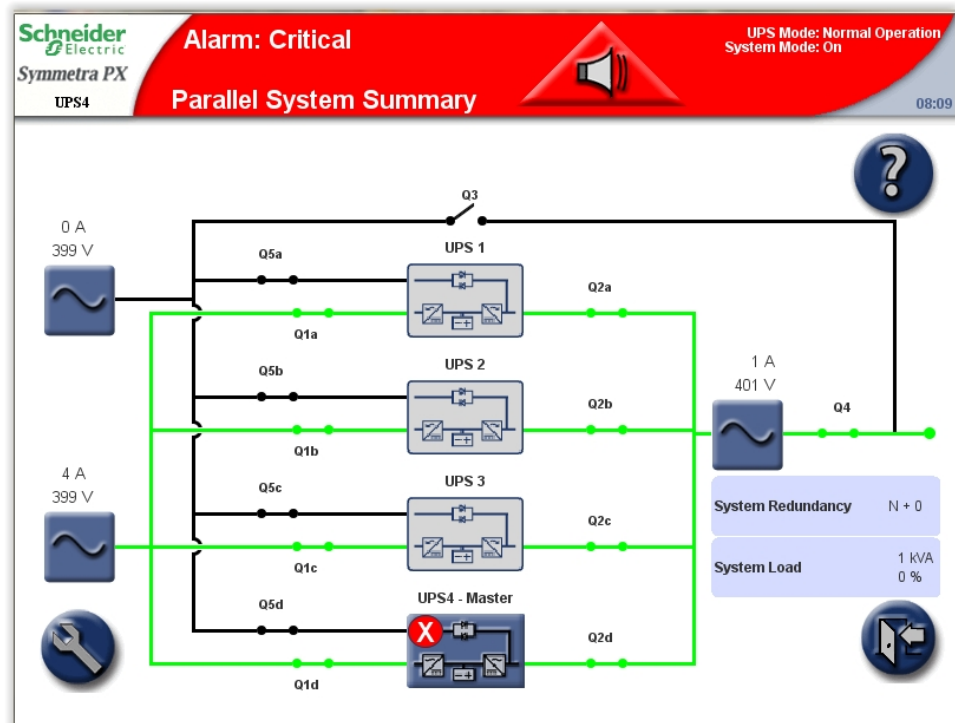 Schneider
Electric
Symmetra PX
UPS4
Alarm: Critical
Parallel System Summary
UPS Mode: Normal Operation
System Mode: On
08:09
?
Q3
0 A
399 V
Q5a
UPS 1
Q2a
Q1a
Q5b
UPS 2
Q2b
Q1b
1 A
401 V
Q4
4 A
399 V
Q5c
UPS 3
Q2c
Q1c
System Redundancy N + 0
System Load 1 kVA
0 %
Q5d
UPS4 - Master
X
Q2d
Q1d